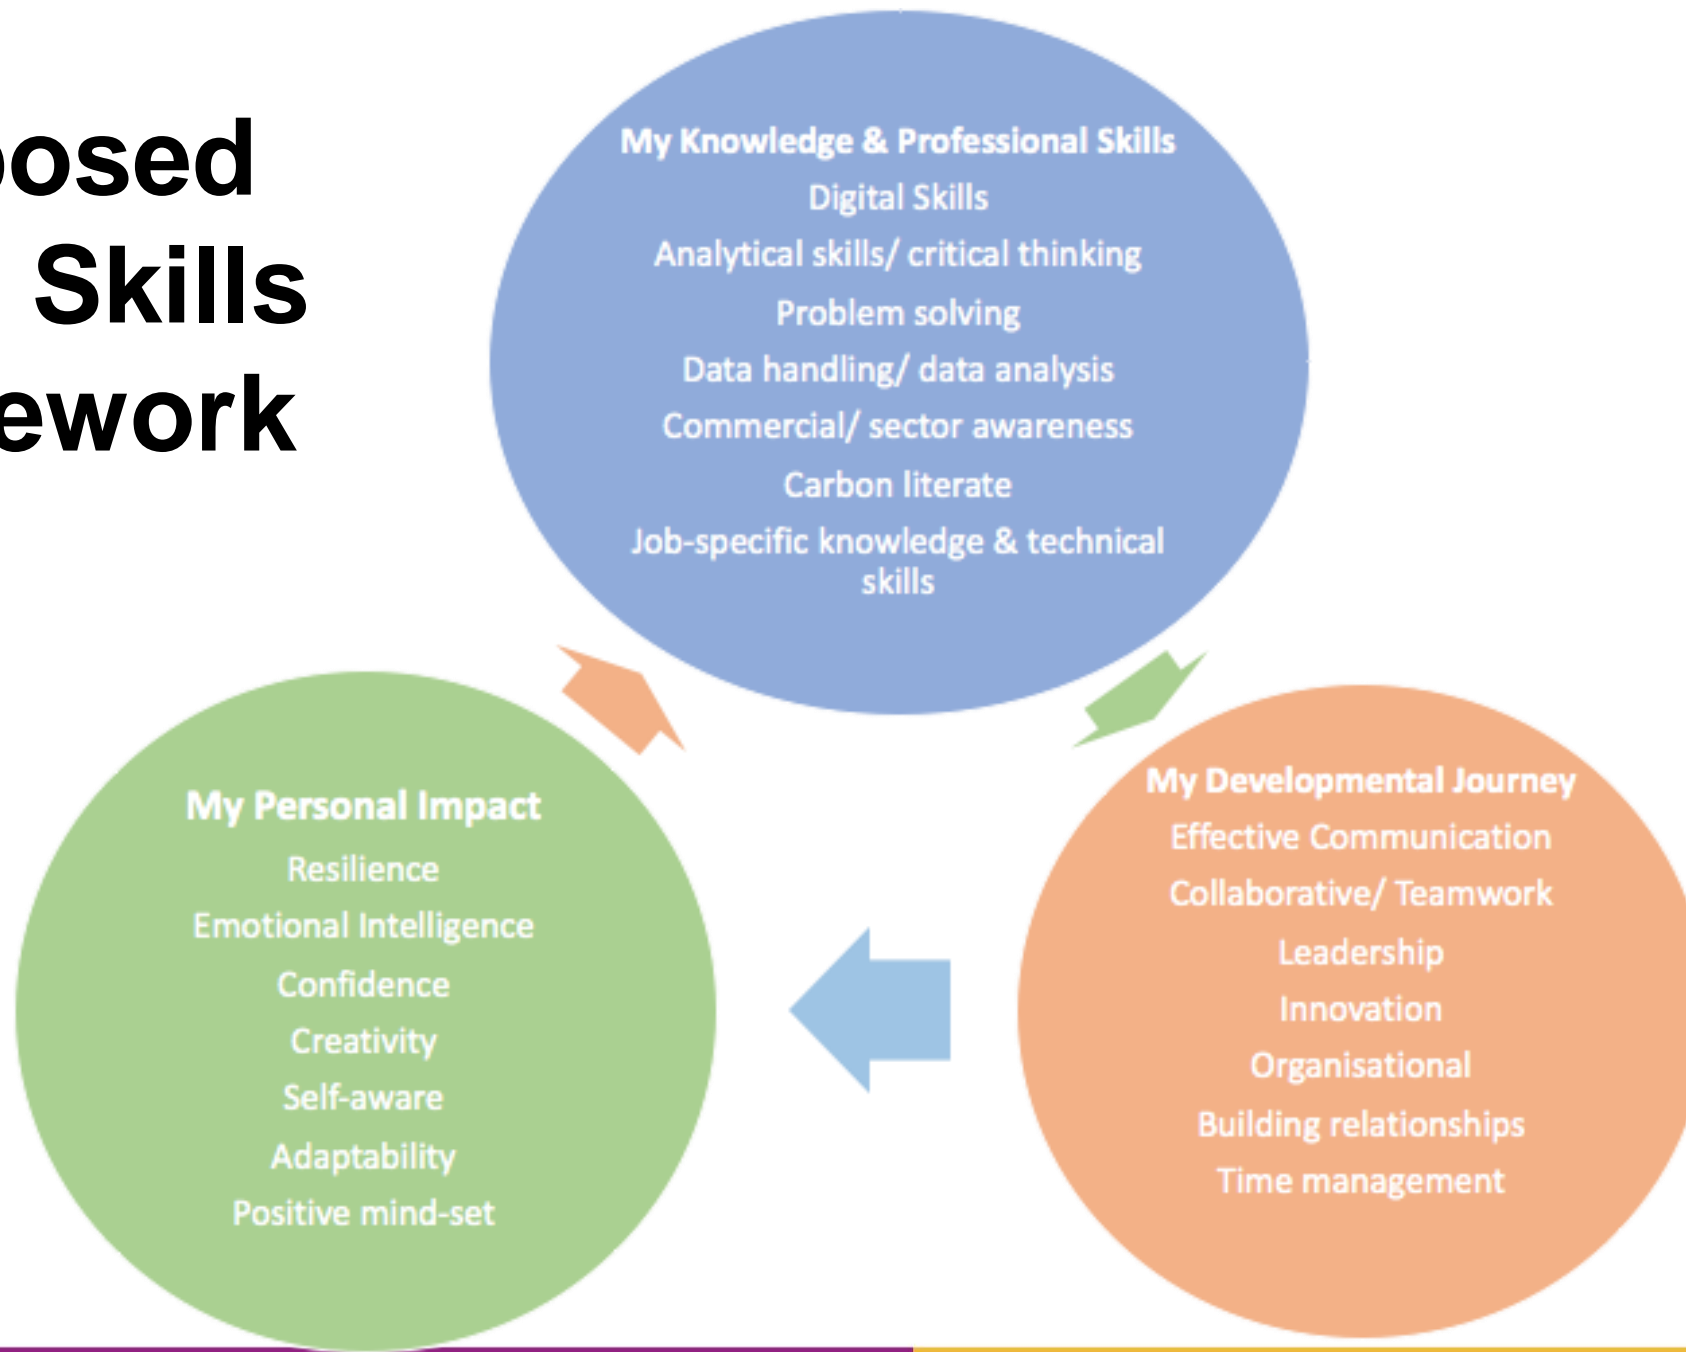 posed
Skills
ework
My Knowledge & Professional Skills
Digital Skills
Analytical skills/ critical thinking
Problem solving
Data handling/ data analysis
Commercial/ sector awareness
Carbon literate
Job-specific knowledge & technical
skills
My Personal Impact
Resilience
Emotional Intelligence
Confidence
Creativity
Self-aware
Adaptability
Positive mind-set
My Developmental Journey
Effective Communication
Collaborative/ Teamwork
Leadership
Innovation
Organisational
Building relationships
Time management